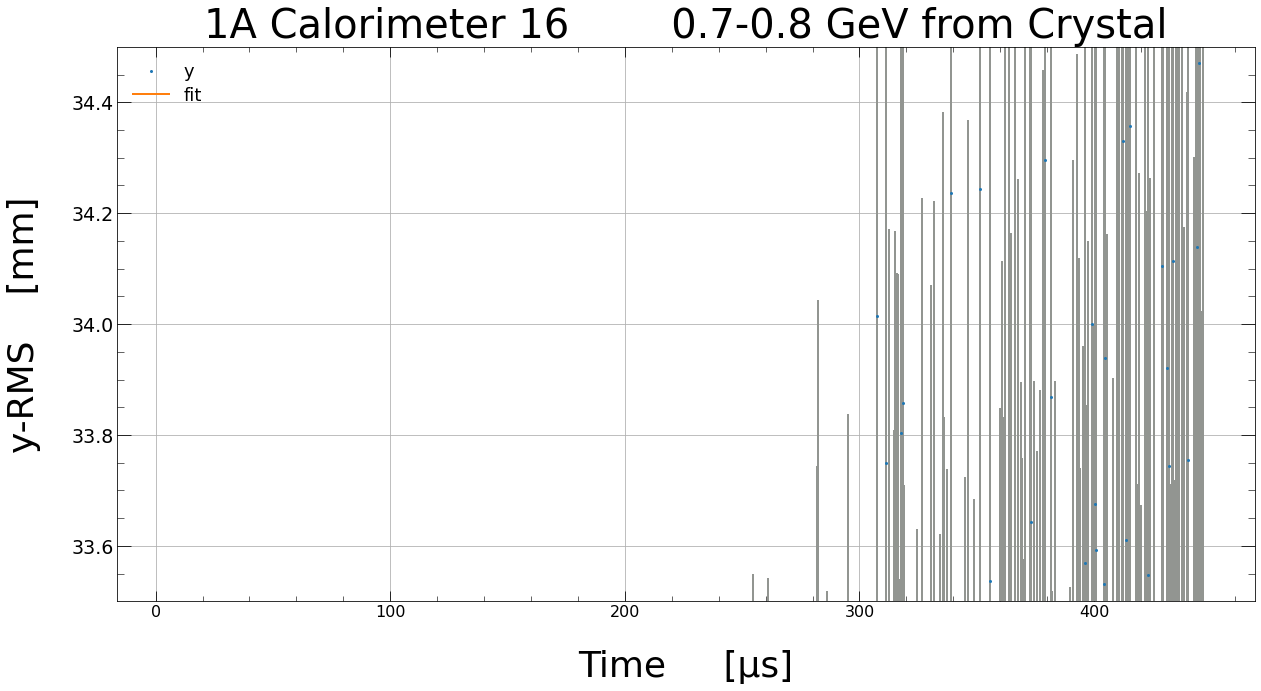 1A Calorimeter 16 0.7-0.8 GeV from Crystal
y
fit
34.4
34.2
34.0
33.8
33.6
y-RMS [mm]
0 100 200 300 400
Time [μs]